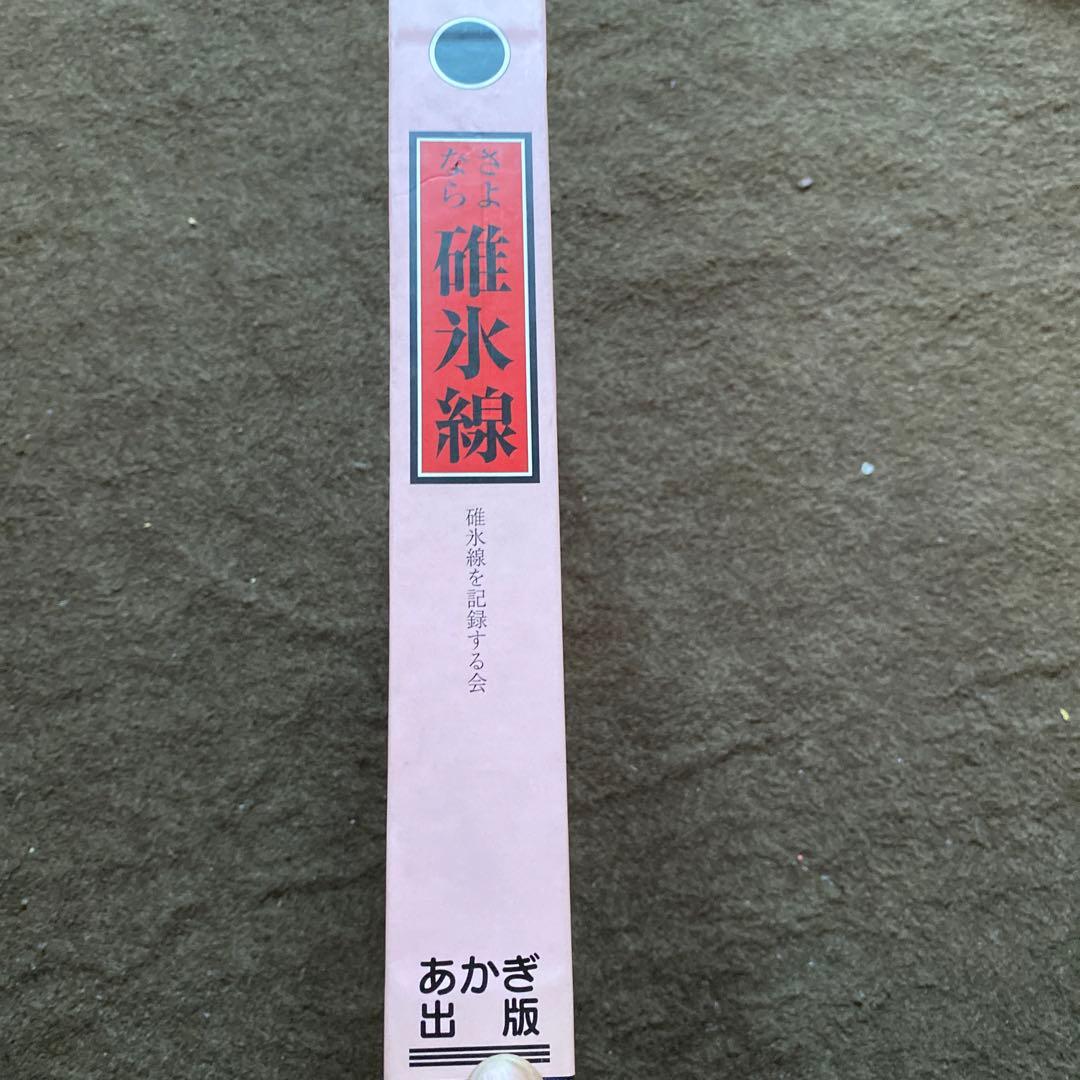 さよなら
碓氷線
碓氷線を記録する会
あかぎ
出版